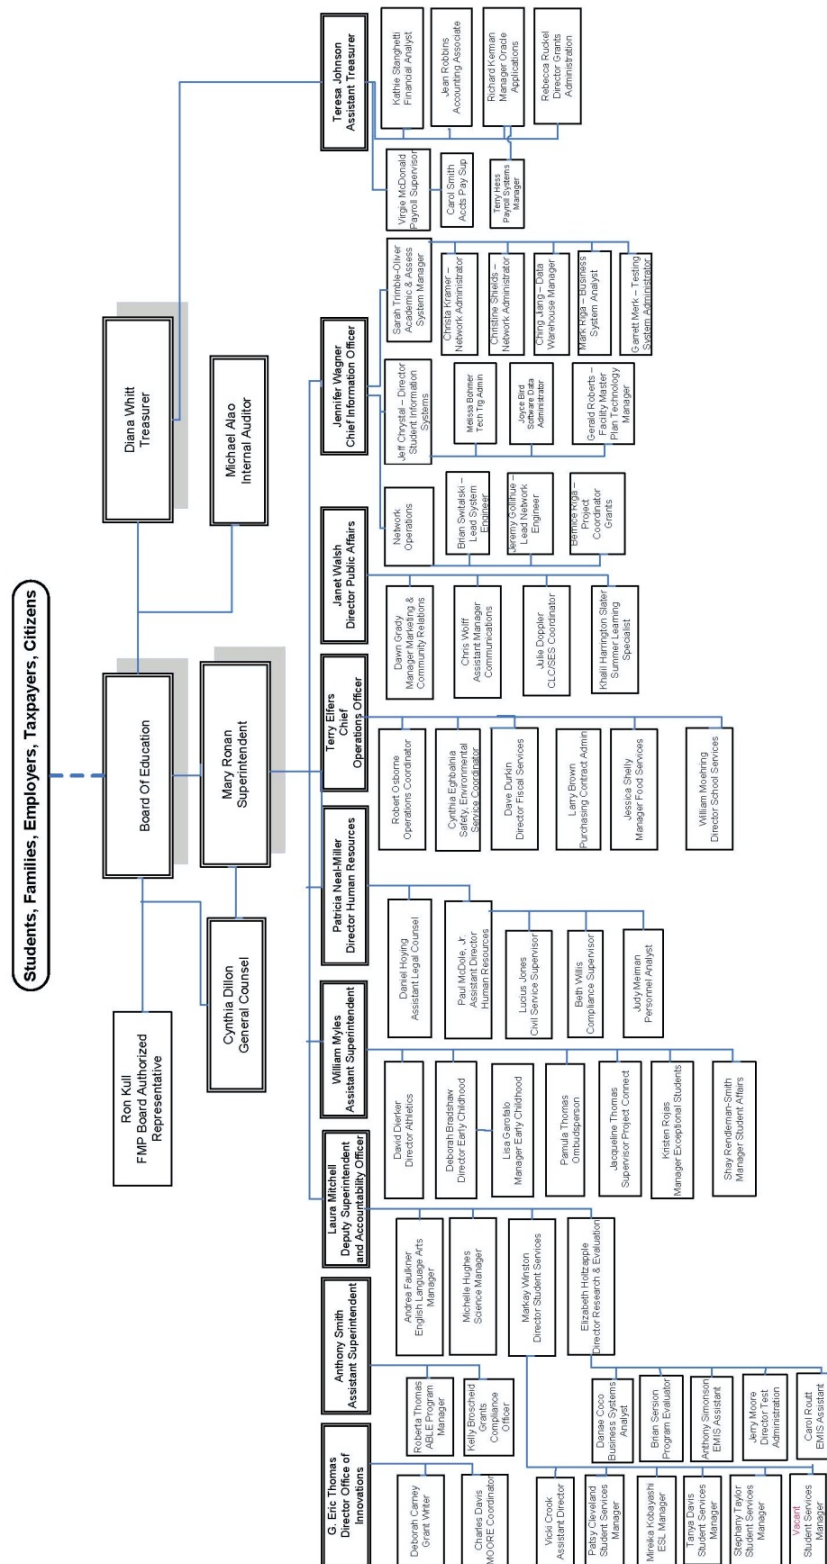 Students, Families, Employers, Taxpayers, Citizens
Ron Kull
FMP Board Authorized
Representative
Board Of Education
Diana Whitt
Treasurer
Cynthia Dillon
General Counsel
Mary Ronan
Superintendent
Michael Alao
Internal Auditor
G. Eric Thomas
Director Office of
Innovations
Anthony Smith
Assistant Superintendent
Laura Mitchell
Deputy Superintendent
and Accountability Officer
William Myles
Assistant Superintendent
Patricia Neal-Miller
Director Human Resources
Terry Elfers
Chief
Operations Officer
Janet Walsh
Director Public Affairs
Jennifer Wagner
Chief Information Officer
Teresa Johnson
Assistant Treasurer
Deborah Carney
Grant Writer
Charles Davis
MOORE Coordinator
Roberta Thomas
ABLE Program
Manager
Kelly Broscheid
Grants
Compliance
Officer
Andrea Faulkner
English Language Arts
Manager
Michelle Hughes
Science Manager
Markay Winston
Director Student Services
Elizabeth Holtzapple
Director Research & Evaluation
Vicki Crook
Assistant Director
Patsy Cleveland
Student Services
Manager
Mireika Kobayashi
ESL Manager
Tanya Davis
Student Services
Manager
Stephany Taylor
Student Services
Manager
Vacant
Student Services
Manager
Danae Coco
Business Systems
Analyst
Brian Sersion
Program Evaluator
Anthony Simonson
EMIS Assistant
Jerry Moore
Director Test
Administration
Carol Routt
EMIS Assistant
David Dierker
Director Athletics
Deborah Bradshaw
Director Early Childhood
Lisa Garofalo
Manager Early Childhood
Pamula Thomas
Ombudsperson
Jacqueline Thomas
Supervisor Project Connect
Kristen Rojas
Manager Exceptional Students
Shay Rendleman-Smith
Manager Student Affairs
Daniel Hoying
Assistant Legal Counsel
Paul McDole, Jr.
Assistant Director
Human Resources
Lucius Jones
Civil Service Supervisor
Beth Willis
Compliance Supervisor
Judy Meiman
Personnel Analyst
Robert Osborne
Operations Coordinator
Cynthia Eghbalnia
Safety, Environmental
Service Coordinator
Dave Durkin
Director Fiscal Services
Larry Brown
Purchasing Contract Admin
Jessica Shelly
Manager Food Services
William Moehring
Director School Services
Dawn Grady
Manager Marketing &
Community Relations
Chris Wolff
Assistant Manager
Communications
Julie Doppler
CLC/SES Coordinator
Khalil Harrington Slater
Summer Learning
Specialist
Network
Operations
Brian Switalski –
Lead System
Engineer
Jeremy Gollihue –
Lead Network
Engineer
Bernice Riga –
Project
Coordinator
Grants
Jeff Chrystal – Director
Student Information
Systems
Melissa Bohmer
Tech Trg Admin
Joyce Bird
Software Data
Administrator
Gerald Roberts –
Facility Master
Plan Technology
Manager
Sarah Trimble-Oliver
Academic & Assess
System Manager
Christa Kramer –
Network Administrator
Christine Shields –
Network Administrator
Ching Jiang – Data
Warehouse Manager
Mark Riga – Business
System Analyst
Garrett Merk – Testing
System Administrator
Virgie McDonald
Payroll Supervisor
Carol Smith
Accts Pay Sup
Terry Hess
Payroll Systems
Manager
Kathie Stanghetti
Financial Analyst
Jean Robbins
Accounting Associate
Richard Kerman
Manager Oracle
Applications
Rebecca Ruckel
Director Grants
Administration